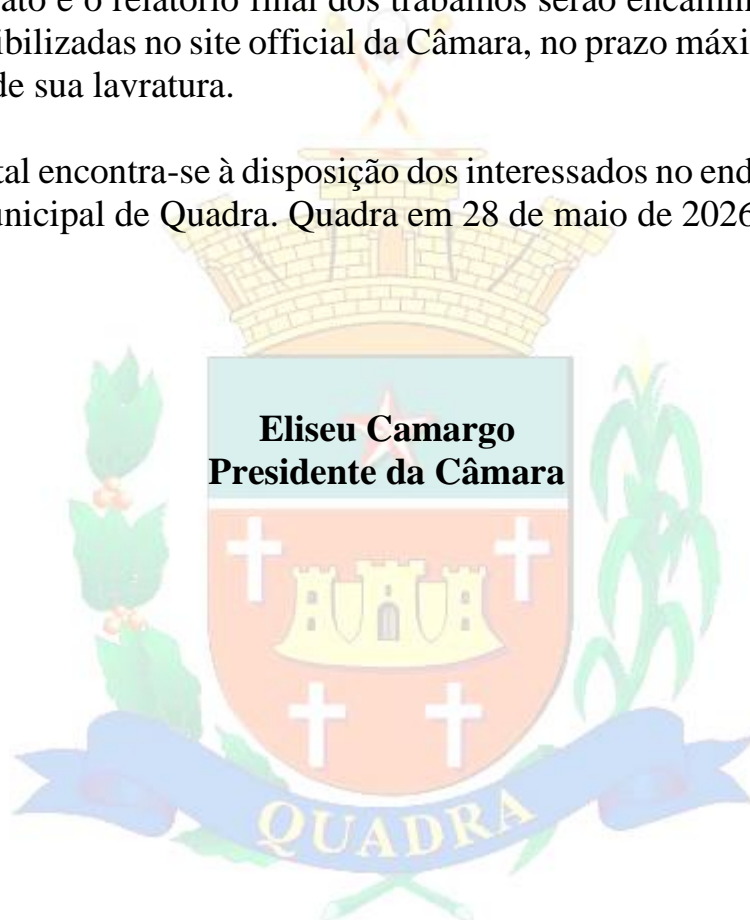 ato e o relatório final dos trabalhos serão encamin
ibilizadas no site official da Câmara, no prazo máxi
de sua lavratura.
tal encontra-se à disposição dos interessados no end
unicipal de Quadra. Quadra em 28 de maio de 2026
Eliseu Camargo
Presidente da Câmara
QUADRA